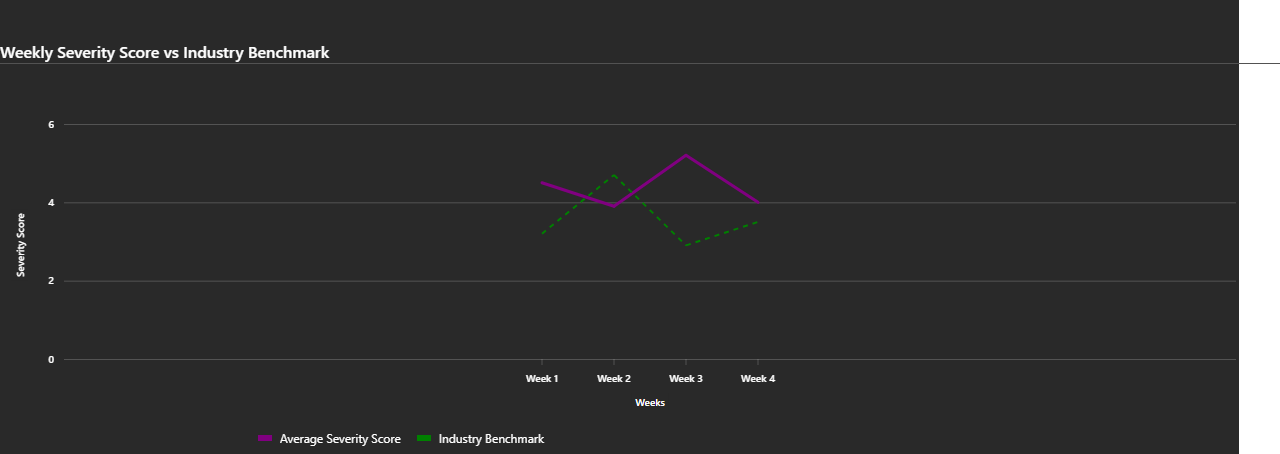 Weekly Severity Score vs Industry Benchmark
6
4
2
0
Severity Score
Week 1 Week 2 Week 3 Week 4
Weeks
Average Severity Score Industry Benchmark